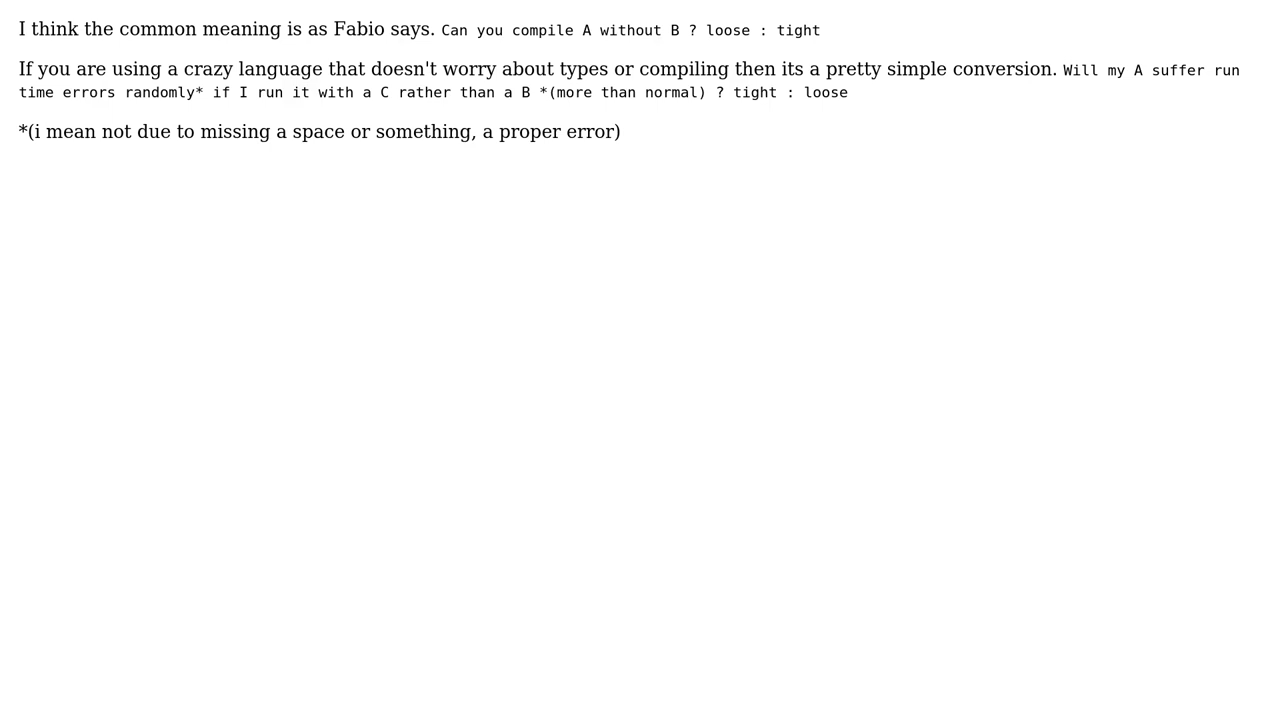 I think the common meaning is as Fabio says. Can you compile A without B ? loose : tight
If you are using a crazy language that doesn't worry about types or compiling then its a pretty simple conversion. Will my A suffer run
time errors randomly* if I run it with a C rather than a B *(more than normal) ? tight : loose
*(i mean not due to missing a space or something, a proper error)